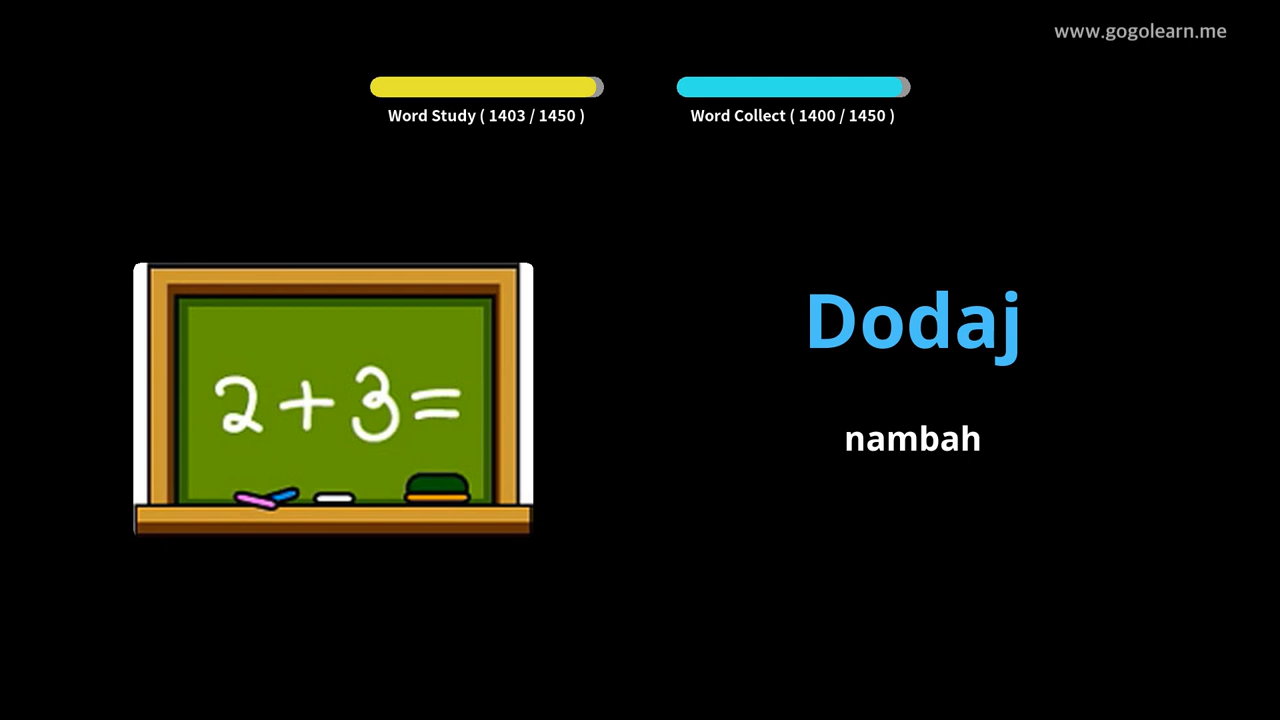 www.gogolearn.me
Word Study ( 1403 / 1450 )
Word Collect ( 1400 / 1450 )
2+3=
Dodaj
nambah